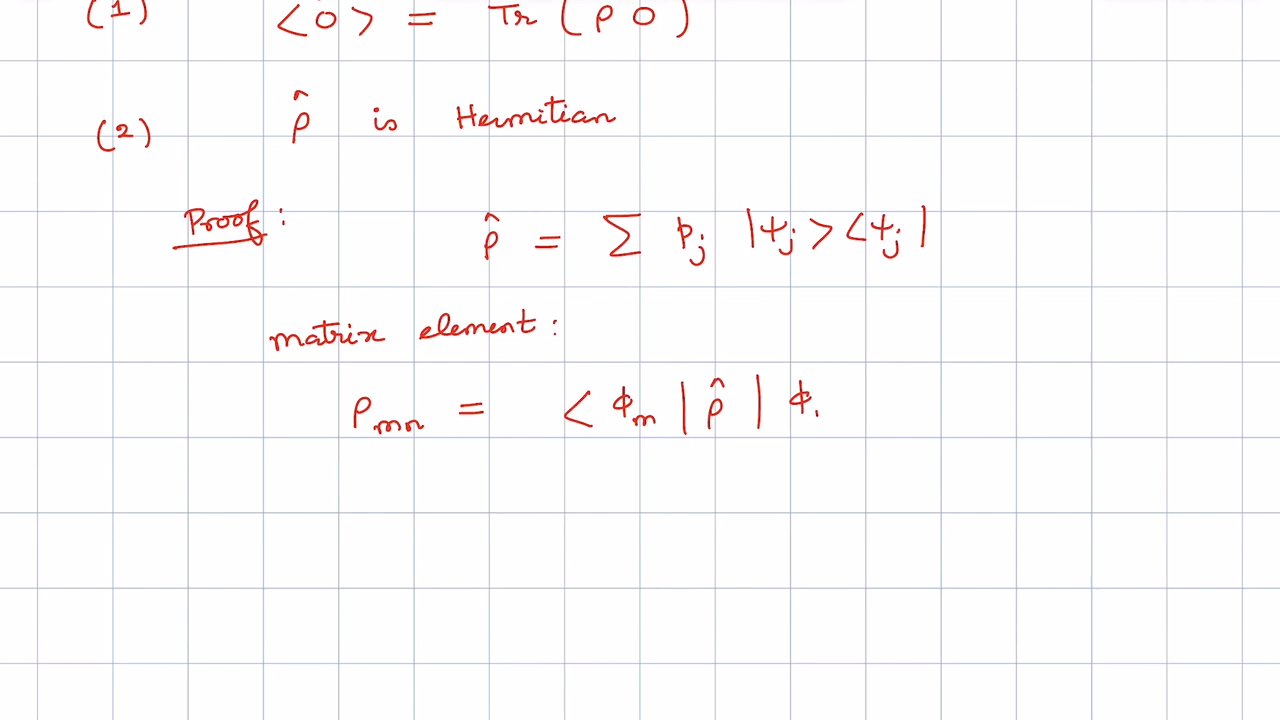 (1) <O> = Tr (ρ O)
(2) ρ̂ is Hermitian
Proof: ρ̂ = Σ pj |ψj><ψj|
matrix element:
ρmn = <ϕm|ρ̂|ϕ